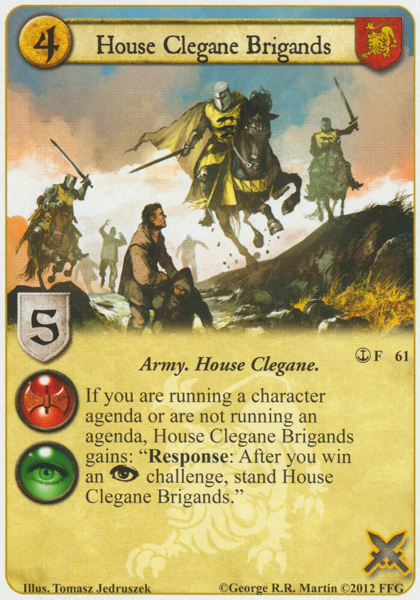 4 House Clegane Brigands
5
Army. House Clegane.
F 61
If you are running a character
agenda or are not running an
agenda, House Clegane Brigands
gains: “Response: After you win
an challenge, stand House
Clegane Brigands.”
Illus. Tomasz Jedruszek ©George R.R. Martin ©2012 FFG